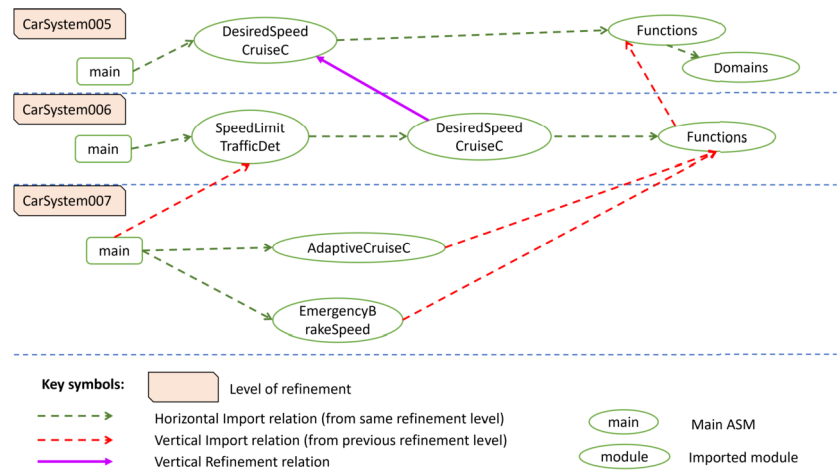 CarSystem005
main
DesiredSpeed
CruiseC
Functions
Domains
CarSystem006
main
SpeedLimit
TrafficDet
DesiredSpeed
CruiseC
Functions
CarSystem007
main
AdaptiveCruiseC
EmergencyB
rakeSpeed
Key symbols:
Level of refinement
Horizontal Import relation (from same refinement level)
Vertical Import relation (from previous refinement level)
Vertical Refinement relation
main
Main ASM
module
Imported module